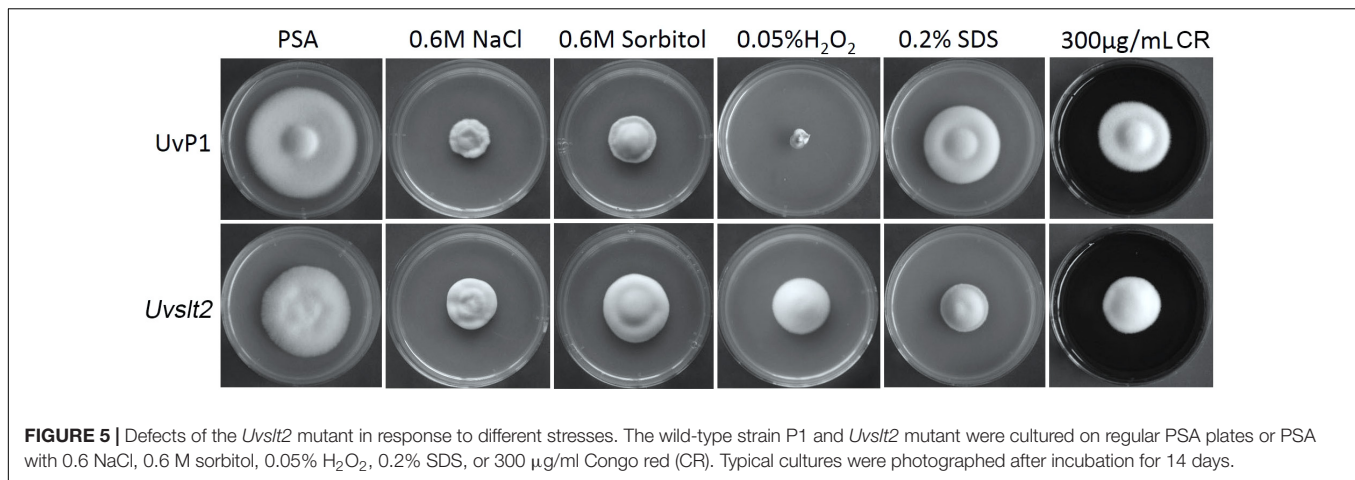 PSA 0.6M NaCl 0.6M Sorbitol 0.05%H₂O₂ 0.2% SDS 300µg/mL CR
UvP1
Uvslt2
FIGURE 5 | Defects of the Uvslt2 mutant in response to different stresses. The wild-type strain P1 and Uvslt2 mutant were cultured on regular PSA plates or PSA
with 0.6 NaCl, 0.6 M sorbitol, 0.05% H₂O₂, 0.2% SDS, or 300 µg/ml Congo red (CR). Typical cultures were photographed after incubation for 14 days.